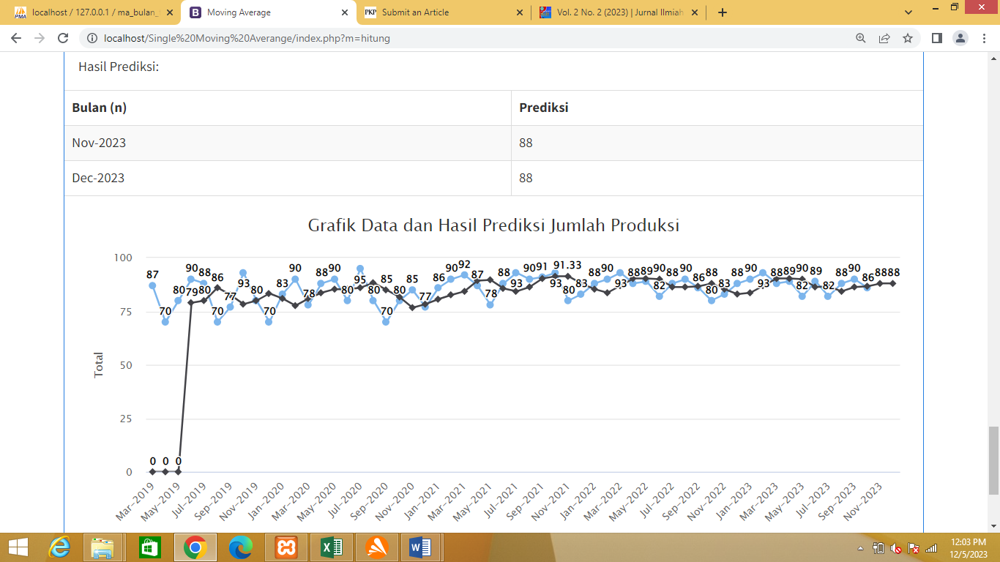 localhost / 127.0.0.1 / ma_bulan_
Moving Average
PKP Submit an Article
Vol. 2 No. 2 (2023) | Jurnal Ilmiah
localhost/Single%20Moving%20Averange/index.php?m=hitung
Hasil Prediksi:
Bulan (n) Prediksi
Nov-2023 88
Dec-2023 88
Grafik Data dan Hasil Prediksi Jumlah Produksi
Total
100
75
50
25
0
87 70 80 90 88 70 77 93 80 70 83 90 78 88 90 80 95 80 70 80 85 77 86 90 92 87 78 88 93 90 91 93 80 83 88 90 93 88 89 82 88 90 86 80 83 88 90 93 88 89 82 89 82 88 90 86
0 0 0 79 80 86 85 91.33 90 88 90 88 88
Mar-2019 May-2019 Jul-2019 Sep-2019 Nov-2019 Jan-2020 Mar-2020 May-2020 Jul-2020 Sep-2020 Nov-2020 Jan-2021 Mar-2021 May-2021 Jul-2021 Sep-2021 Nov-2021 Jan-2022 Mar-2022 May-2022 Jul-2022 Sep-2022 Nov-2022 Jan-2023 Mar-2023 May-2023 Jul-2023 Sep-2023 Nov-2023
12:03 PM
12/5/2023